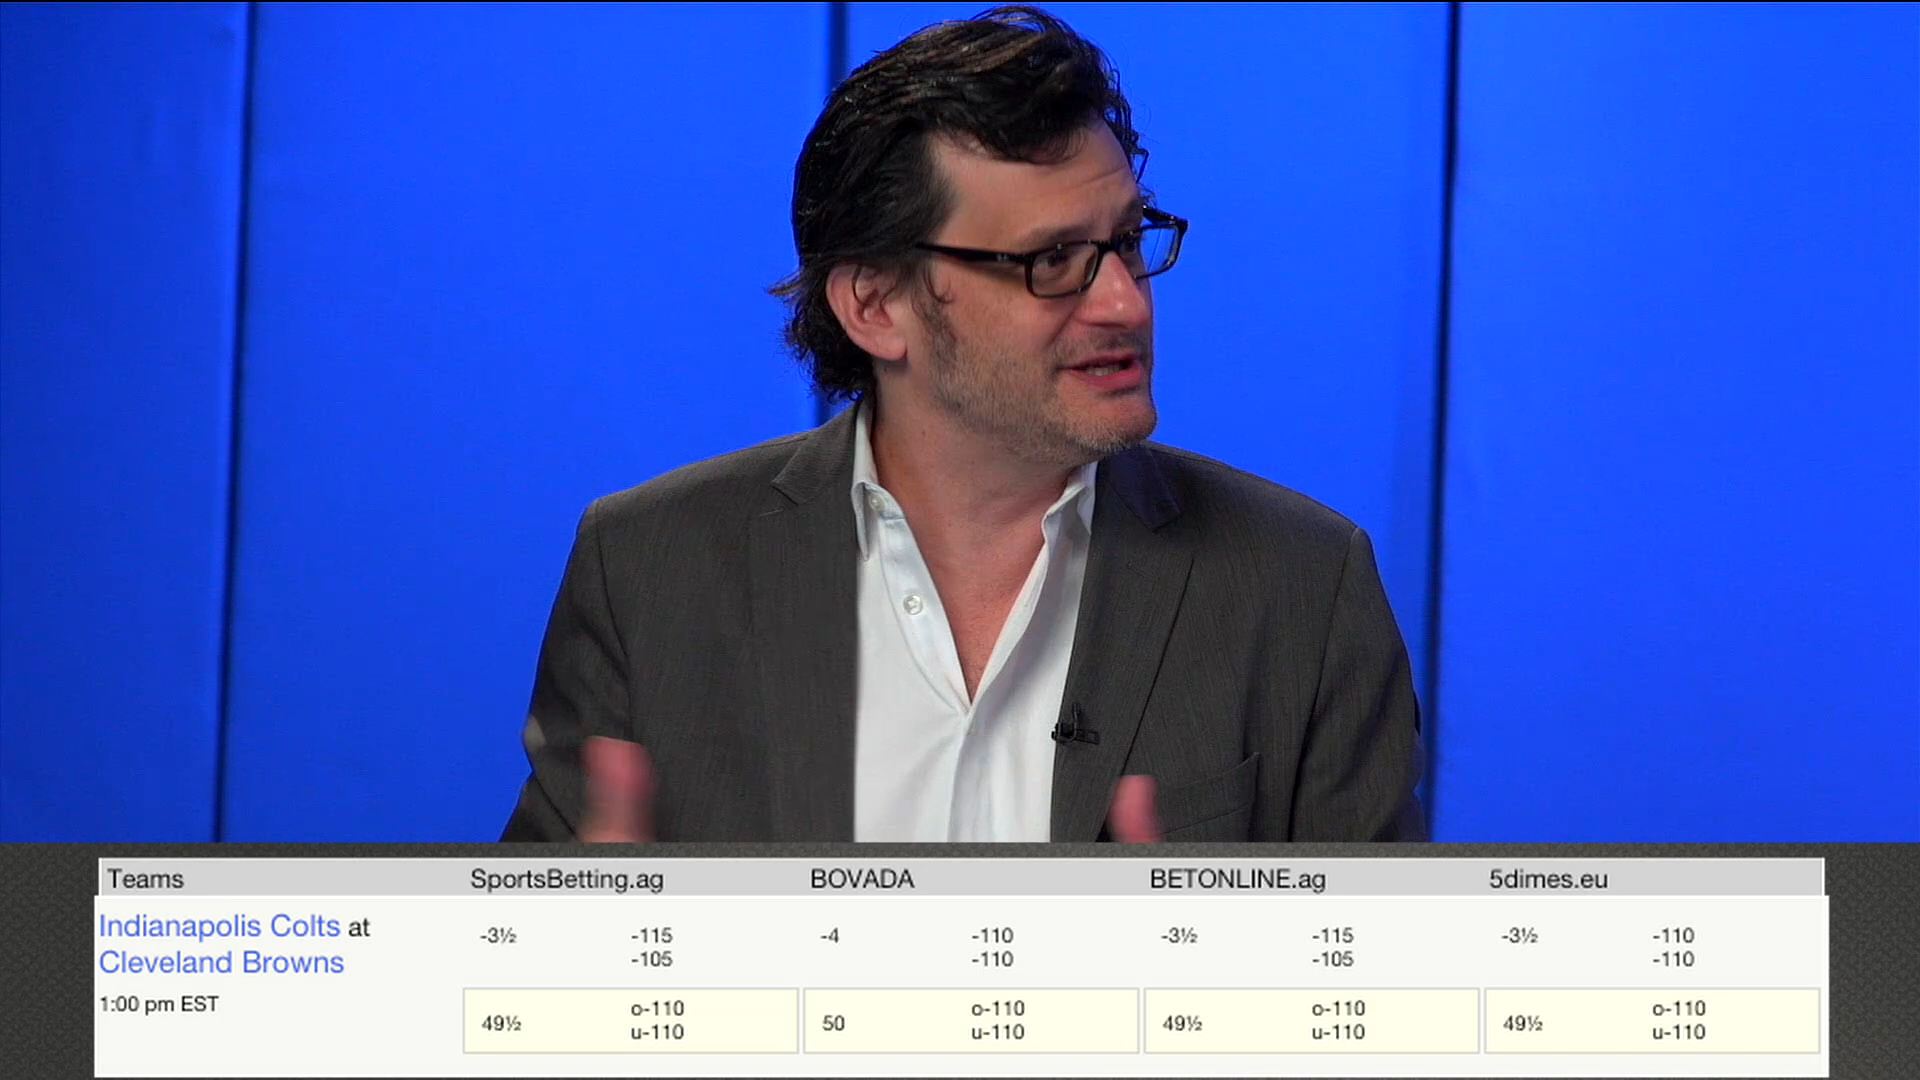 Teams SportsBetting.ag BOVADA BETONLINE.ag 5dimes.eu
Indianapolis Colts at
Cleveland Browns
-3½ -115 -4 -110 -3½ -115 -3½ -110
-105 -110 -105 -110
1:00 pm EST
49½ o-110 50 o-110 49½ o-110 49½ o-110
u-110 u-110 u-110 u-110